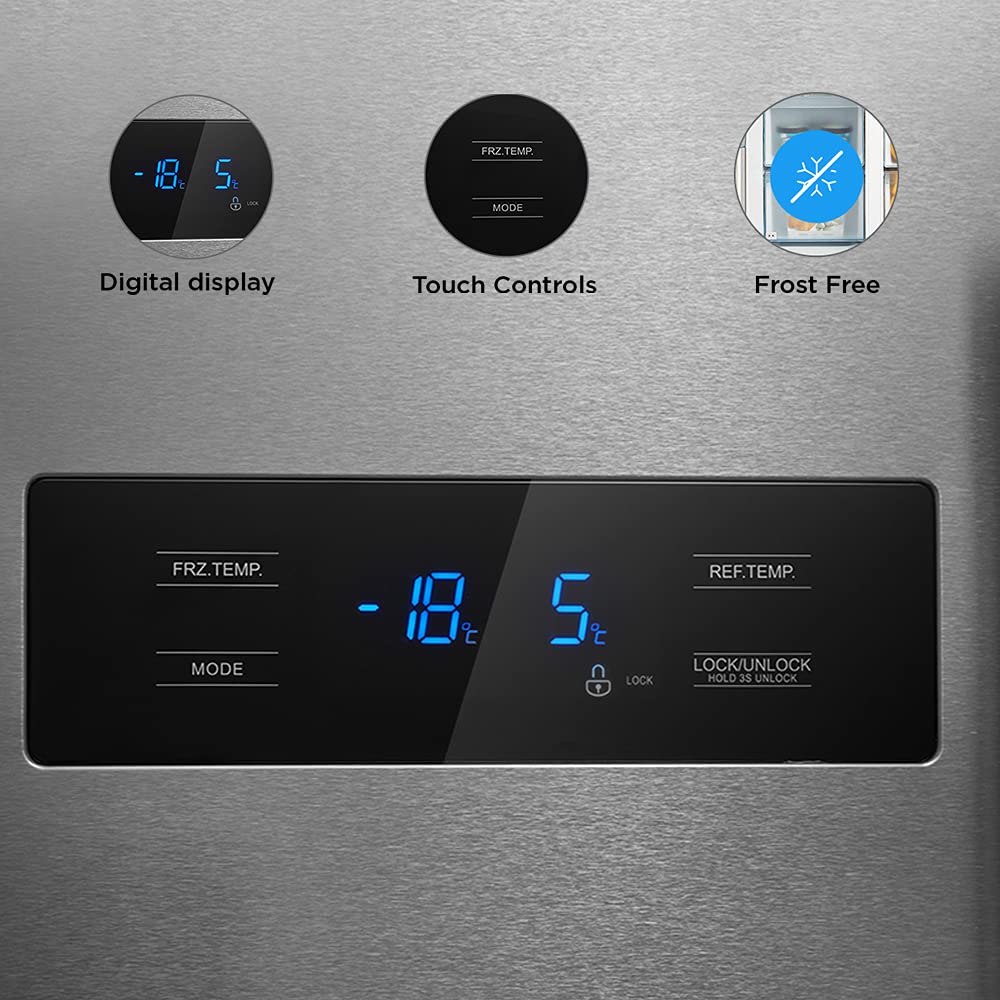 -18°C 5°C
LOCK
FRZ.TEMP.
MODE
Digital display
Touch Controls
Frost Free
FRZ.TEMP.
-18°C 5°C
REF.TEMP.
MODE
LOCK
LOCK/UNLOCK
HOLD 3S UNLOCK